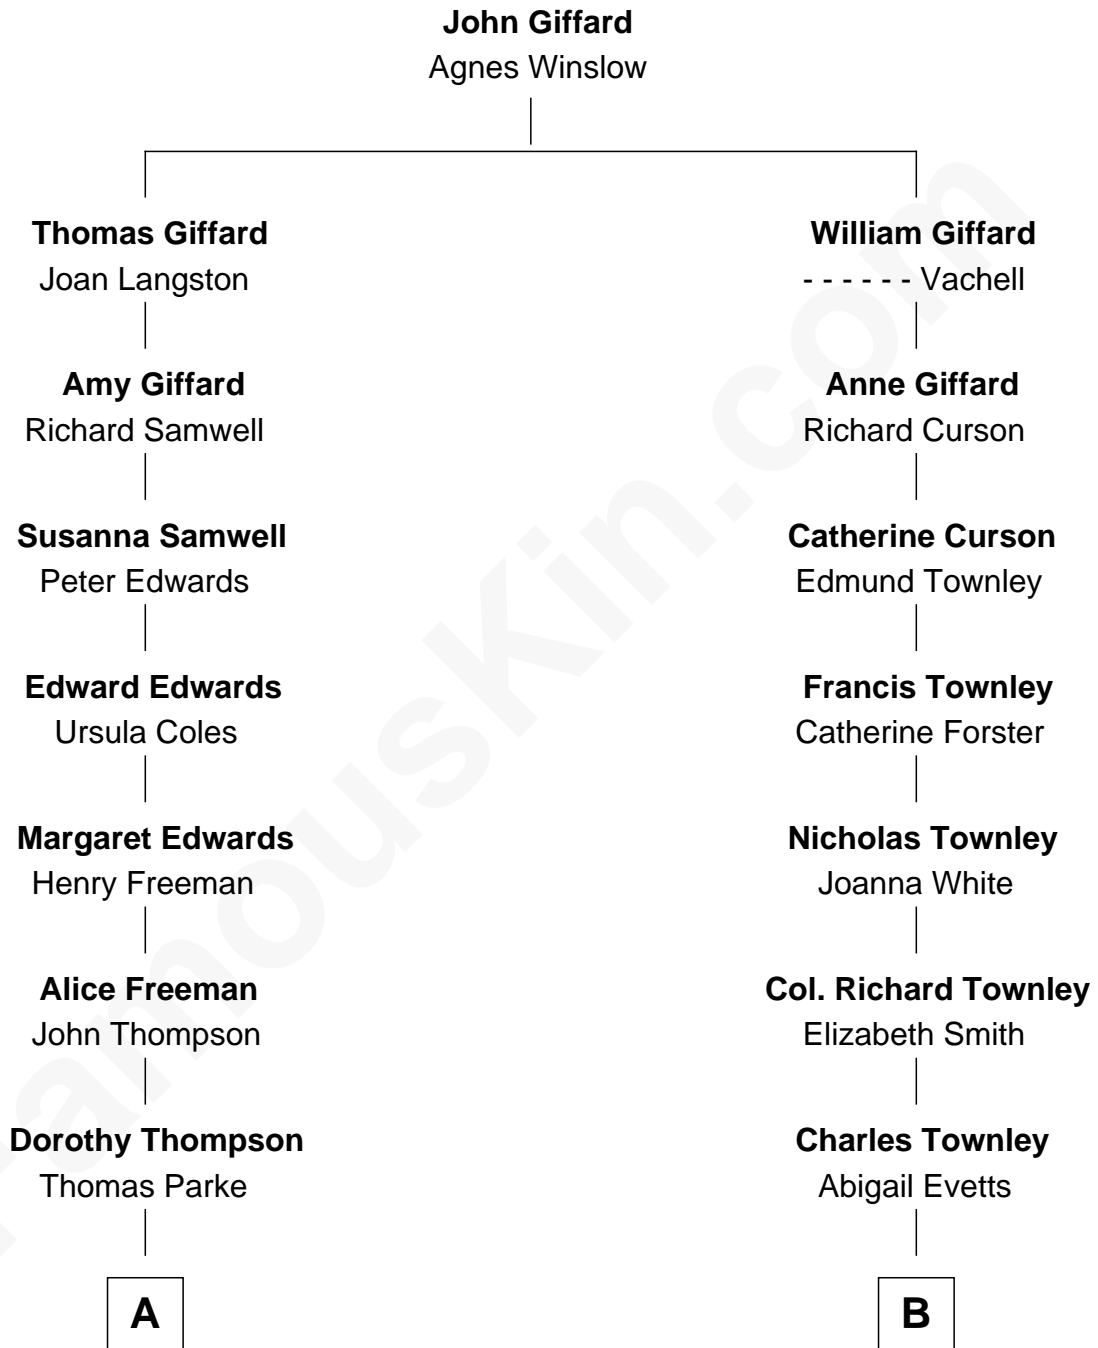 John Giffard
Agnes Winslow
Thomas Giffard
Joan Langston
William Giffard
- - - - - - Vachell
Amy Giffard
Richard Samwell
Anne Giffard
Richard Curson
Susanna Samwell
Peter Edwards
Catherine Curson
Edmund Townley
Edward Edwards
Ursula Coles
Francis Townley
Catherine Forster
Margaret Edwards
Henry Freeman
Nicholas Townley
Joanna White
Alice Freeman
John Thompson
Col. Richard Townley
Elizabeth Smith
Dorothy Thompson
Thomas Parke
Charles Townley
Abigail Evetts
A
B
FamousKin.com